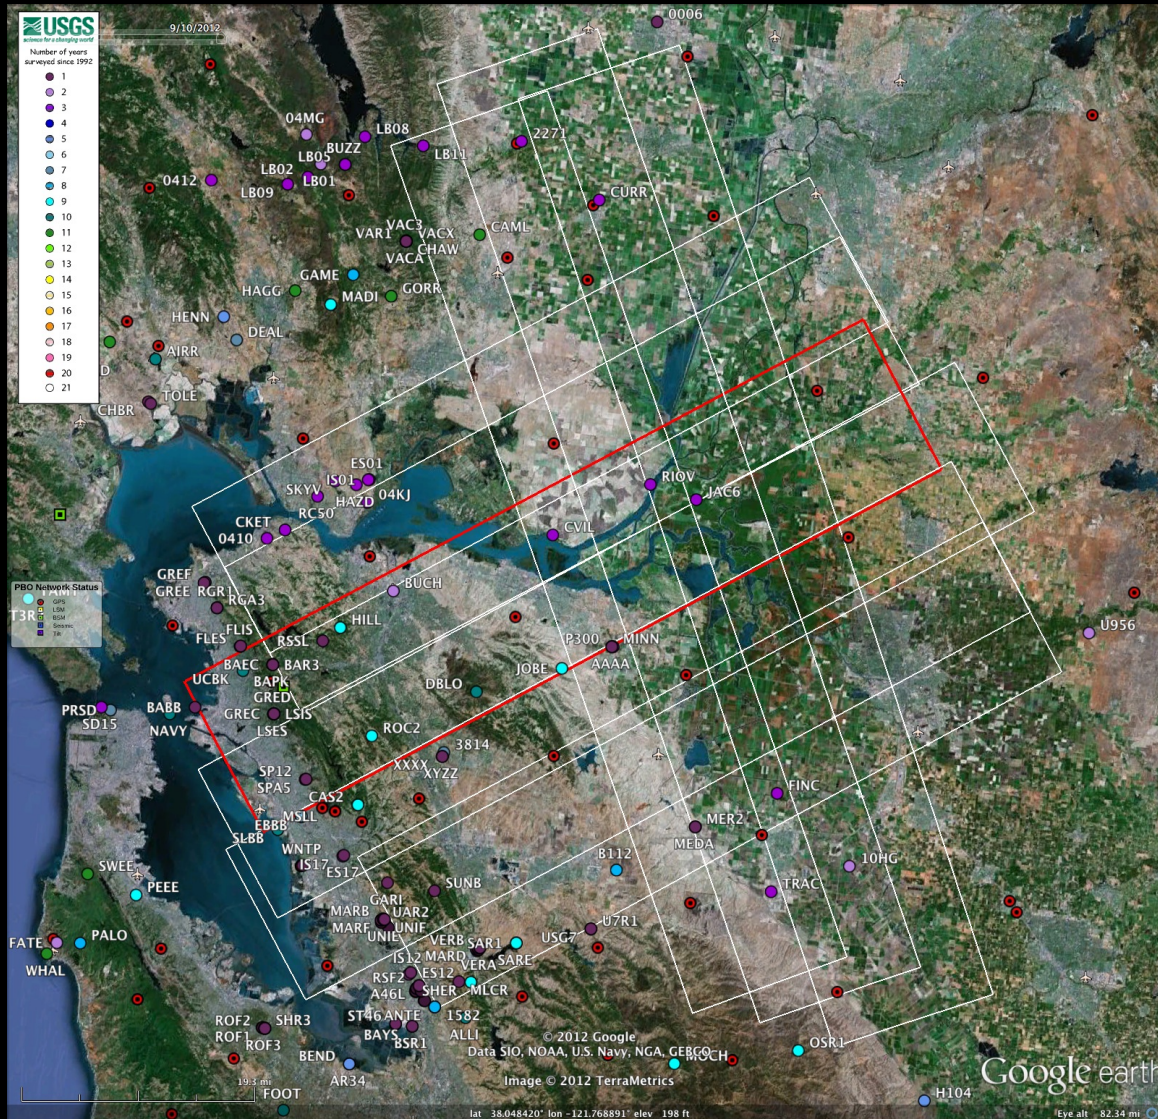 USGS
science for a changing world
9/10/2012
Number of years
surveyed since 1992
1
2
3
4
5
6
7
8
9
10
11
12
13
14
15
16
17
18
19
20
21
0006
04MG
LB08
BUZZ
LB05
LB11
2271
LB02
LB01
0412
LB09
CURR
VAC3
VAR1
VACX
CHAW
VACA
CAML
GAME
HAGG
MADI
GORR
HENN
DEAL
AIRR
D
TOLE
CHBR
ES01
IS01
SKYV
HAZD
04KJ
RC50
RIOV
JAC6
CKET
0410
CVIL
GREF
GREE
RGR1
RGA3
BUCH
PBO Network Status
GPS
LSM
BSM
Seismic
Tilt
T3R
FLIS
FLES
HILL
RSSL
P300
MINN
AAAA
U956
BAEC
BAR3
UCBK
BAPK
GRED
JOBE
DBLO
PRSD
SD15
BABB
NAVY
GREC
LSIS
LSES
ROC2
3814
XXXX
XYZZ
SP12
SPA5
CAS2
MSLL
EBBB
SLBB
FINC
MER2
MEDA
WNTP
IS17
ES17
B112
10HG
SWEE
PEEE
SUNB
TRAC
GARI
MARB
UAR2
MARF
UNIF
UNIE
U7R1
USG7
FATE
PALO
WHAL
VERB
SAR1
MARD
SARE
VERA
IS12
ES12
RSF2
MLCR
A46L
SHER
ST46
ANTE
1582
BAYS
BSR1
ALLI
ROF2
SHR3
ROF1
ROF3
BEND
AR34
FOOT
OSR1
MOCH
H104
© 2012 Google
Data SIO, NOAA, U.S. Navy, NGA, GEBCO
Image © 2012 TerraMetrics
Google earth
19.3 mi
lat 38.048420° lon -121.768891° elev 198 ft
Eye alt 82.34 mi